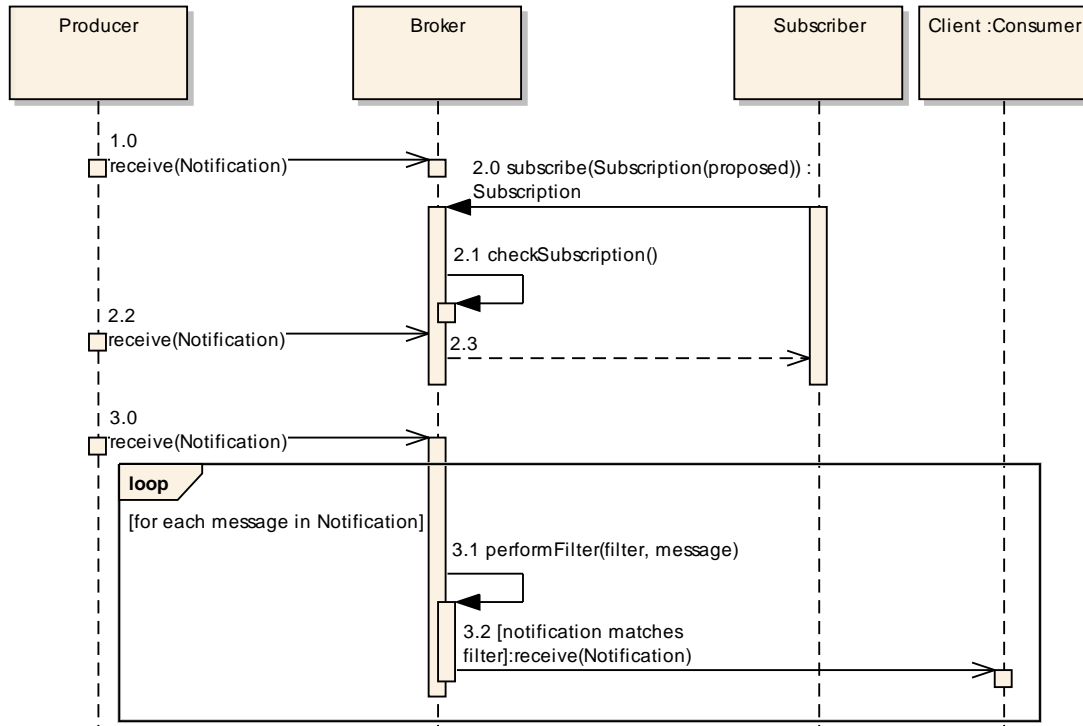 Producer
Broker
Subscriber
Client :Consumer
1.0
receive(Notification)
2.0 subscribe(Subscription(proposed)) :
Subscription
2.1 checkSubscription()
2.2
receive(Notification)
2.3
3.0
receive(Notification)
loop
[for each message in Notification]
3.1 performFilter(filter, message)
3.2 [notification matches
filter]:receive(Notification)